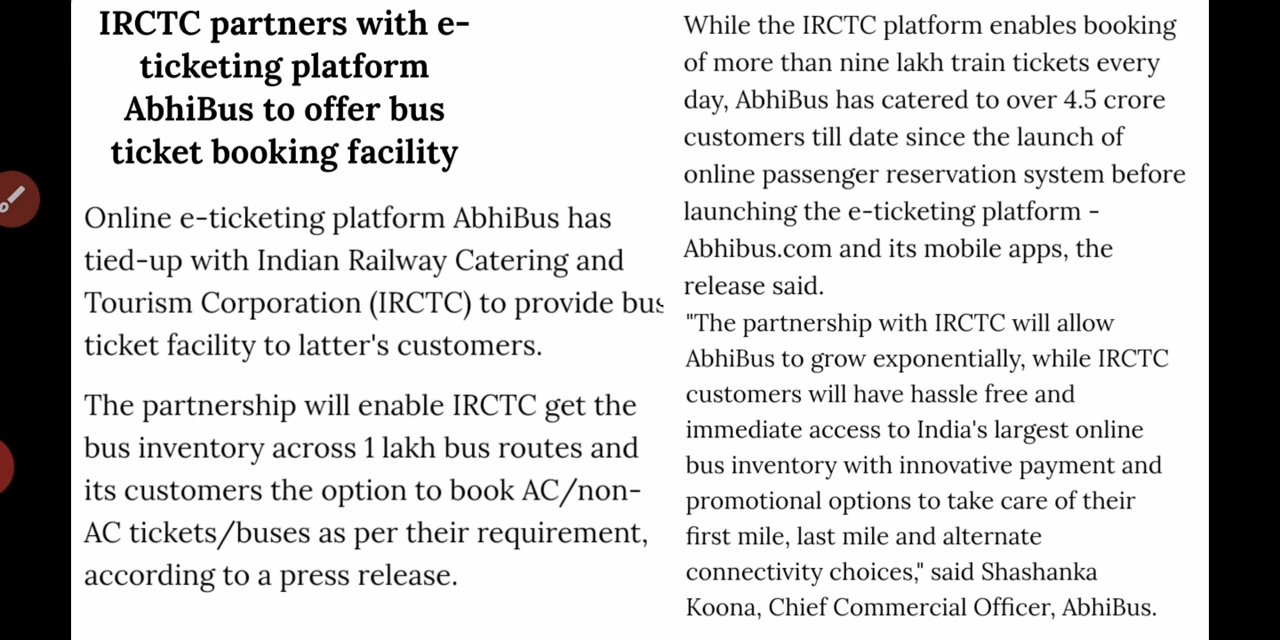 IRCTC partners with e-
ticketing platform
AbhiBus to offer bus
ticket booking facility
Online e-ticketing platform AbhiBus has
tied-up with Indian Railway Catering and
Tourism Corporation (IRCTC) to provide bus
ticket facility to latter's customers.
The partnership will enable IRCTC get the
bus inventory across 1 lakh bus routes and
its customers the option to book AC/non-
AC tickets/buses as per their requirement,
according to a press release.
While the IRCTC platform enables booking
of more than nine lakh train tickets every
day, AbhiBus has catered to over 4.5 crore
customers till date since the launch of
online passenger reservation system before
launching the e-ticketing platform -
Abhibus.com and its mobile apps, the
release said.
"The partnership with IRCTC will allow
AbhiBus to grow exponentially, while IRCTC
customers will have hassle free and
immediate access to India's largest online
bus inventory with innovative payment and
promotional options to take care of their
first mile, last mile and alternate
connectivity choices," said Shashanka
Koona, Chief Commercial Officer, AbhiBus.